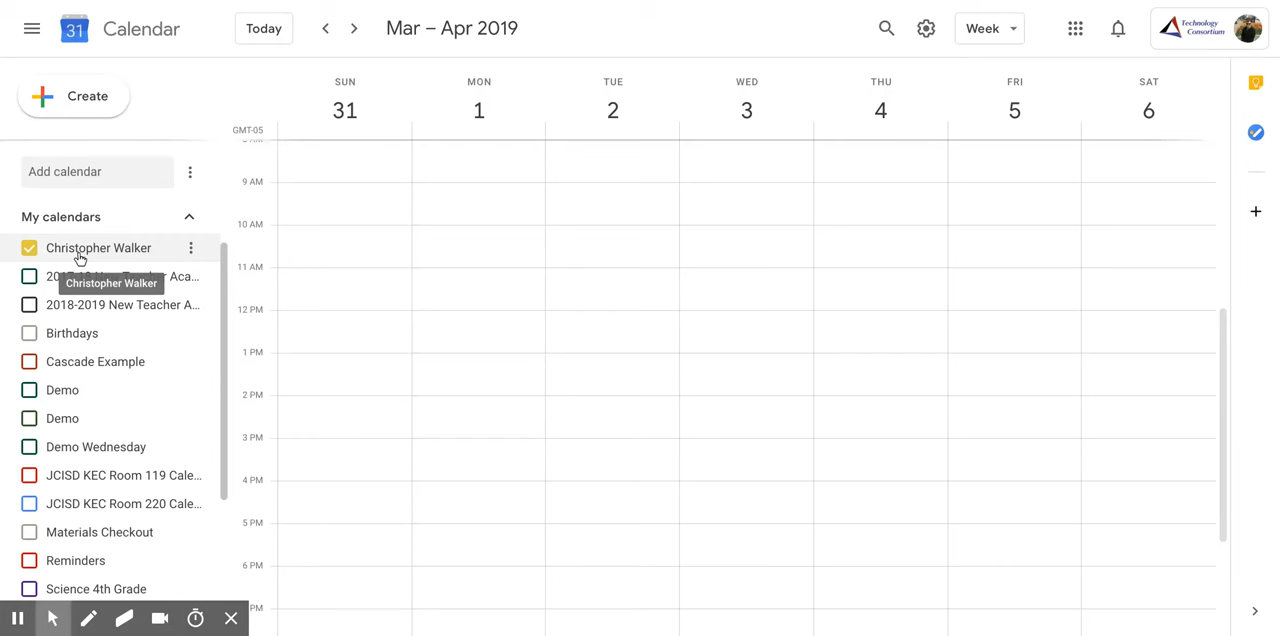 31 Calendar Today Mar – Apr 2019 Week Technology Consortium
Create
SUN MON TUE WED THU FRI SAT
31 1 2 3 4 5 6
GMT-05
Add calendar
9 AM
My calendars
10 AM
Christopher Walker
11 AM
Christopher Walker
2018-2019 New Teacher A...
12 PM
Birthdays
1 PM
Cascade Example
2 PM
Demo
Demo
3 PM
Demo Wednesday
4 PM
JCISD KEC Room 119 Cale...
JCISD KEC Room 220 Cale...
5 PM
Materials Checkout
6 PM
Reminders
Science 4th Grade
PM